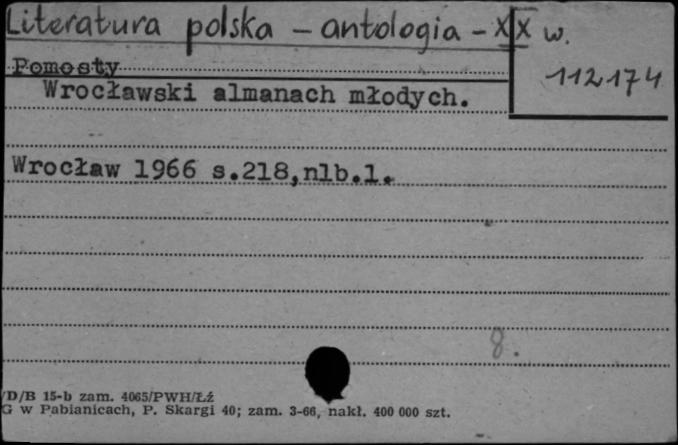 Literatura polska – antologia – XX w.
Pomosty
112174
Wrocławski almanach młodych.
Wrocław 1966 s.218,nlb.1.
8.
/D/B 15-b zam. 4065/PWH/Łź
G w Pabianicach, P. Skargi 40; zam. 3-66, nakł. 400 000 szt.